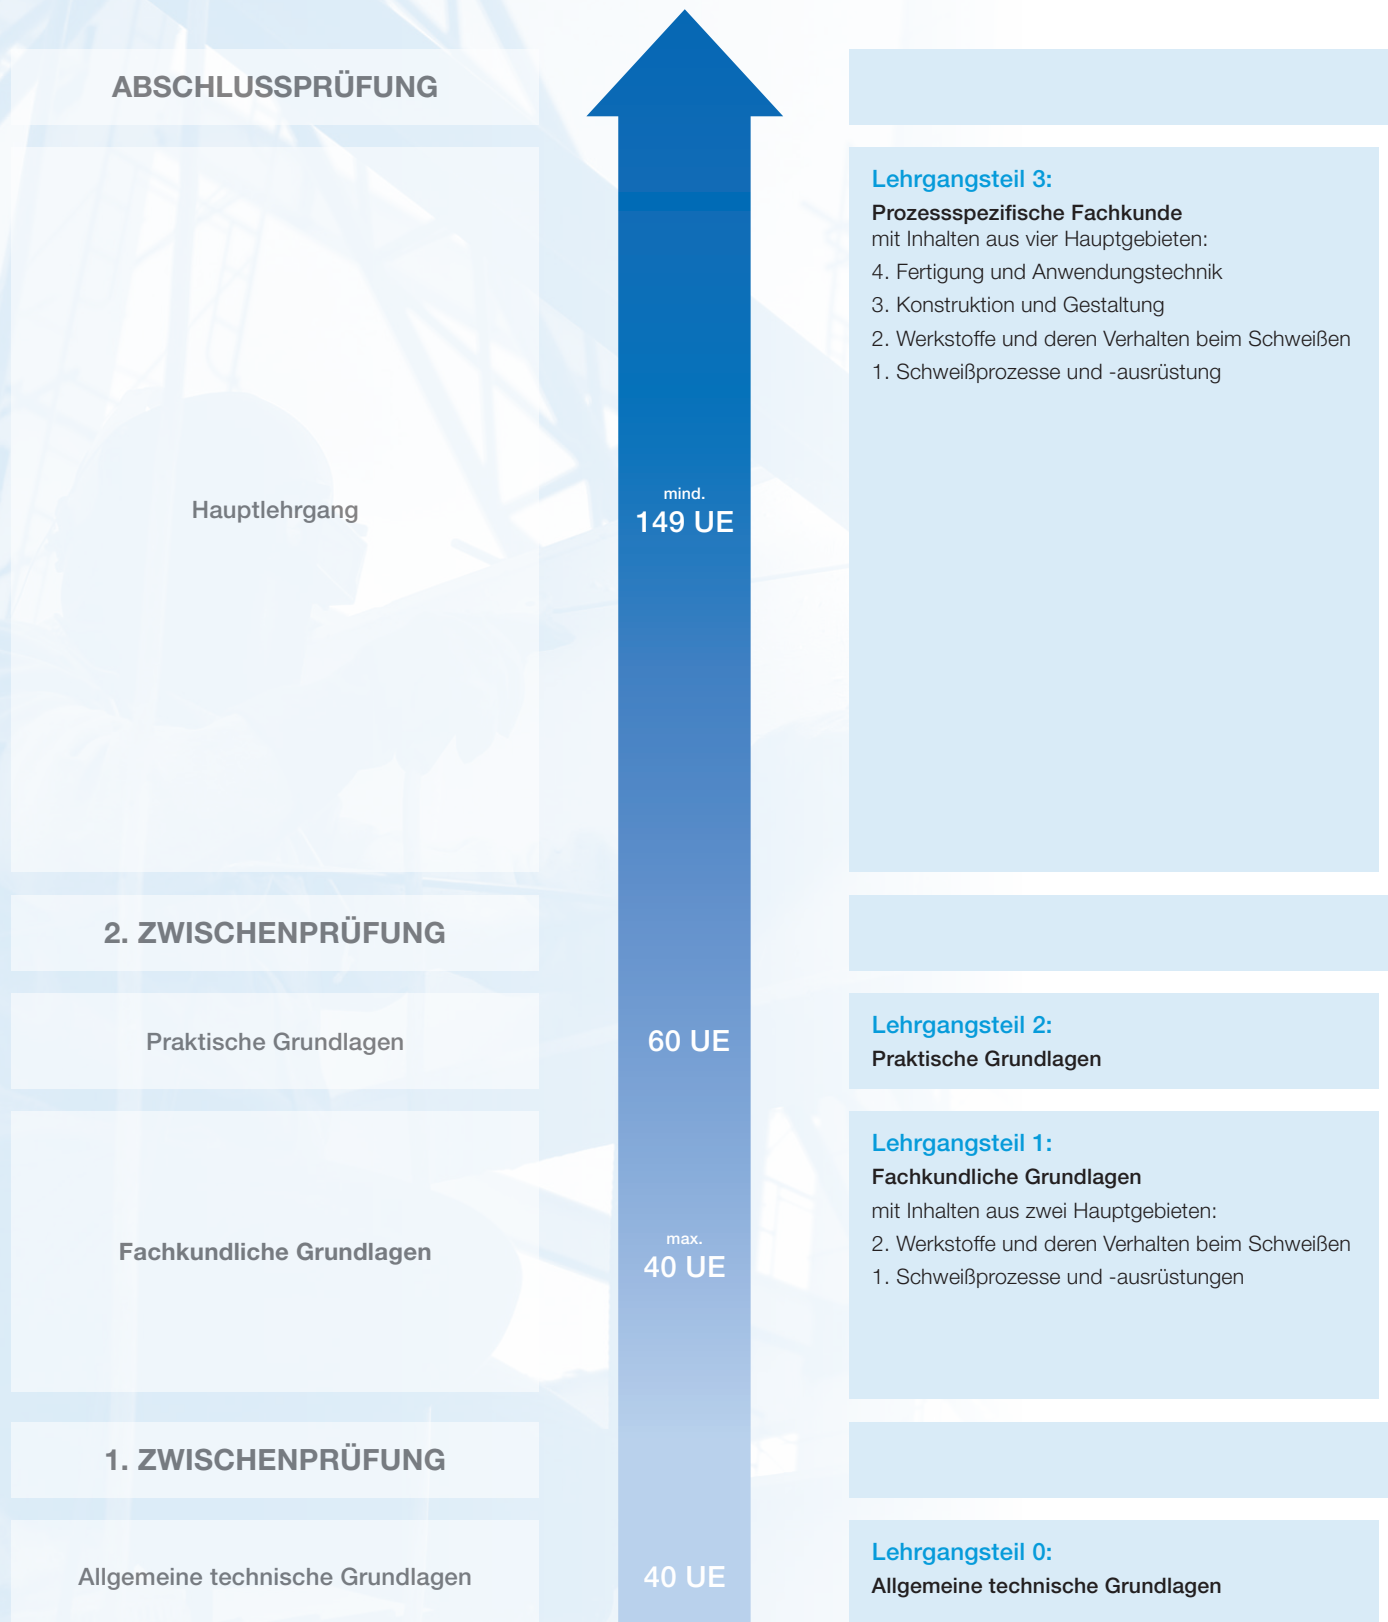 ABSCHLUSSPRÜFUNG
Lehrgangsteil 3:
Prozessspezifische Fachkunde
mit Inhalten aus vier Hauptgebieten:
4. Fertigung und Anwendungstechnik
3. Konstruktion und Gestaltung
2. Werkstoffe und deren Verhalten beim Schweißen
1. Schweißprozesse und -ausrüstung
Hauptlehrgang
mind.
149 UE
2. ZWISCHENPRÜFUNG
Praktische Grundlagen
60 UE
Lehrgangsteil 2:
Praktische Grundlagen
Fachkundliche Grundlagen
max.
40 UE
Lehrgangsteil 1:
Fachkundliche Grundlagen
mit Inhalten aus zwei Hauptgebieten:
2. Werkstoffe und deren Verhalten beim Schweißen
1. Schweißprozesse und -ausrüstungen
1. ZWISCHENPRÜFUNG
Allgemeine technische Grundlagen
40 UE
Lehrgangsteil 0:
Allgemeine technische Grundlagen